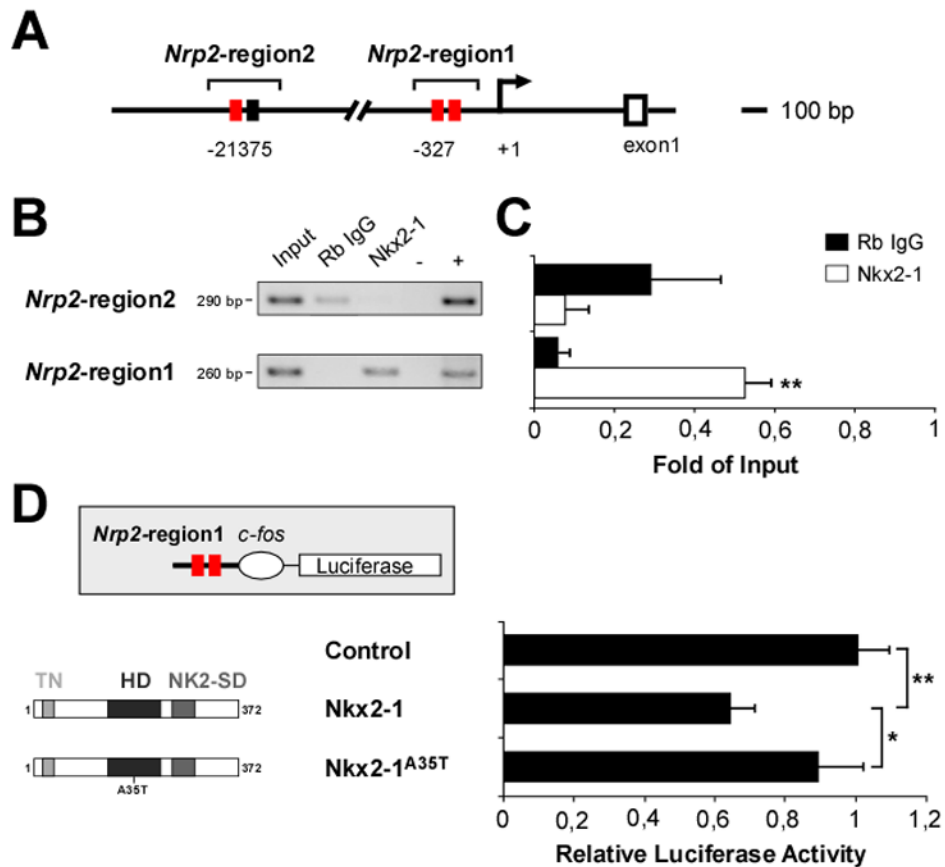 A
Nrp2-region2 Nrp2-region1
-21375 -327 +1 exon1 100 bp
B
Input Rb IgG Nkx2-1 - +
Nrp2-region2 290 bp
Nrp2-region1 260 bp
C
Rb IgG
Nkx2-1
**
0 0,2 0,4 0,6 0,8 1
Fold of Input
D
Nrp2-region1 c-fos
Luciferase
Control
TN HD NK2-SD
1 372 Nkx2-1
1 372 Nkx2-1A35T
A35T
**
*
0 0,2 0,4 0,6 0,8 1 1,2
Relative Luciferase Activity